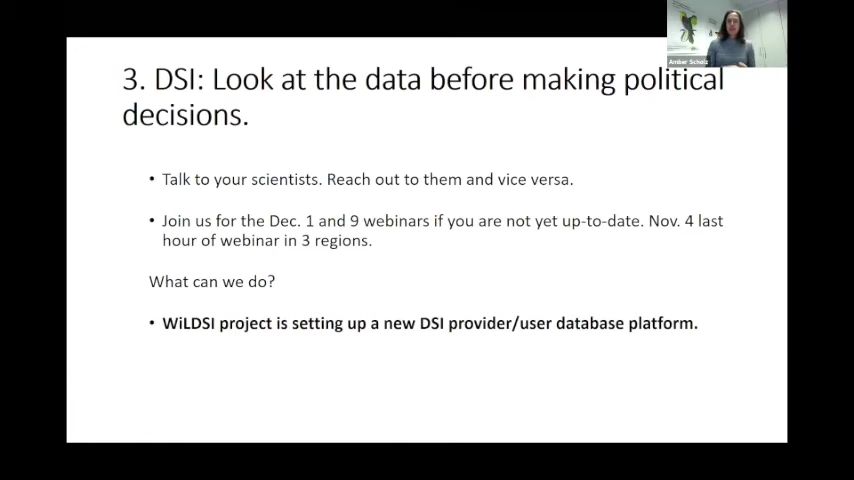 3. DSI: Look at the data before making political
decisions.
• Talk to your scientists. Reach out to them and vice versa.
• Join us for the Dec. 1 and 9 webinars if you are not yet up-to-date. Nov. 4 last
hour of webinar in 3 regions.
What can we do?
• WiLDSI project is setting up a new DSI provider/user database platform.
Amber Scholz